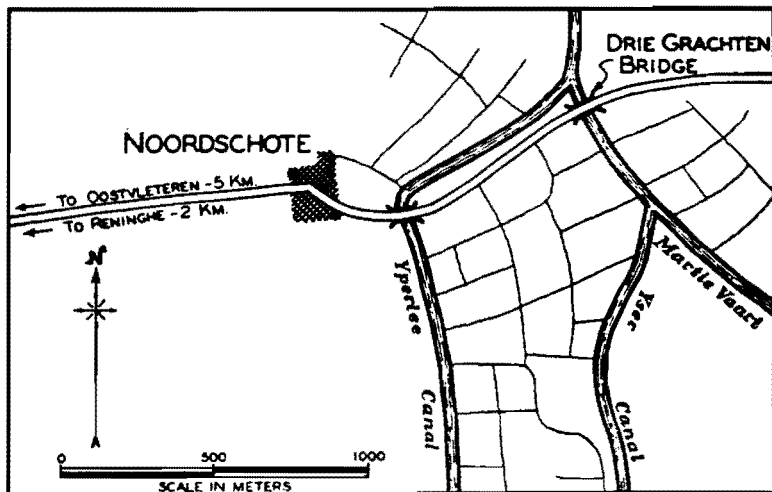 DRIE GRACHTEN
BRIDGE
NOORDSCHOTE
TO OOSTVLETEREN -5 KM.
TO RENINGHE -2 KM.
N
Yperlee
Canal
Yser
Canal
Martje Vaart
0 500 1000
SCALE IN METERS